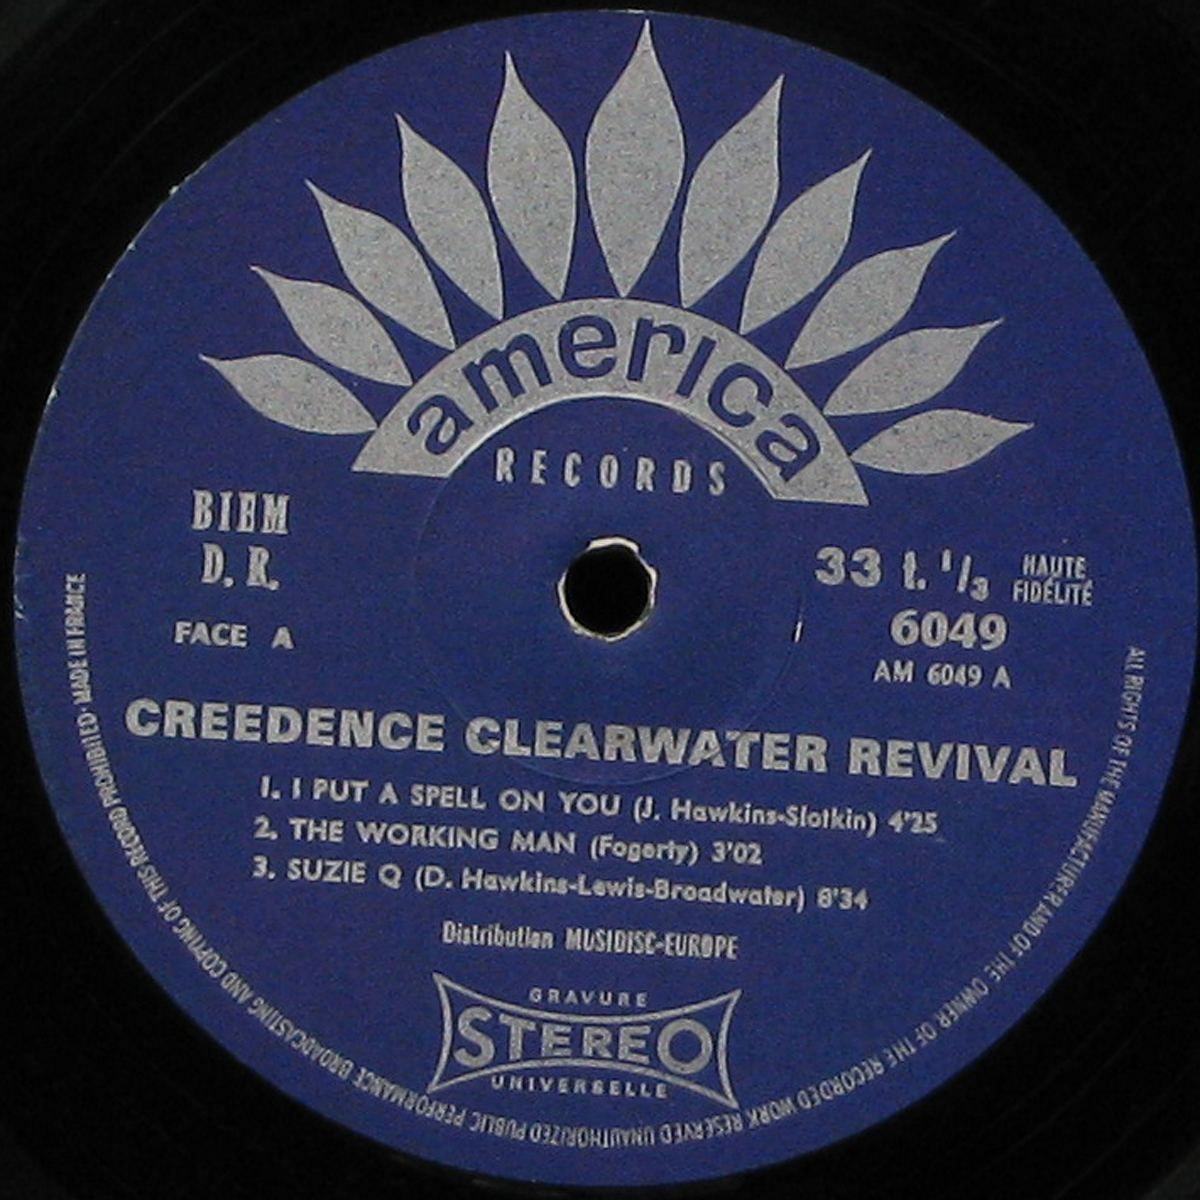 america
RECORDS
BIEM
D. R.
FACE A
33 t. 1/3
HAUTE
FIDÉLITÉ
6049
AM 6049 A
CREEDENCE CLEARWATER REVIVAL
1. I PUT A SPELL ON YOU (J. Hawkins-Slotkin) 4'25
2. THE WORKING MAN (Fogerty) 3'02
3. SUZIE Q (D. Hawkins-Lewis-Broadwater) 8'34
Distribution MUSIDISC-EUROPE
GRAVURE
STEREO
UNIVERSELLE
ALL RIGHTS OF THE MANUFACTURER AND OF THE OWNER OF THE RECORDED WORK RESERVED UNAUTHORIZED PUBLIC PERFORMANCE BROADCASTING AND COPYING OF THIS RECORD PROHIBITED · MADE IN FRANCE